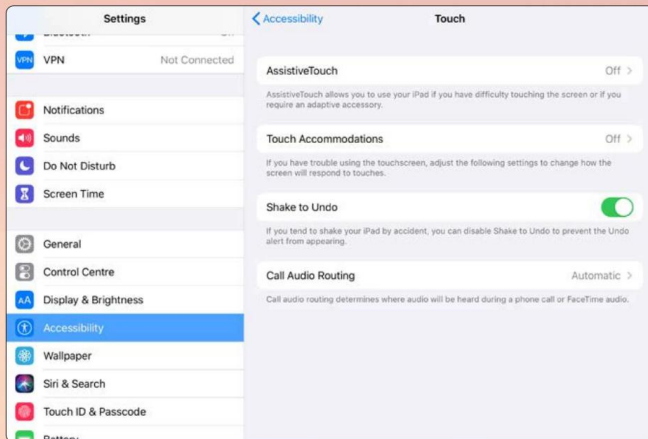 Settings
VPN
VPN
Not Connected
Notifications
Sounds
Do Not Disturb
Screen Time
General
Control Centre
AA
Display & Brightness
Accessibility
Wallpaper
Siri & Search
Touch ID & Passcode
Battery
Accessibility
Touch
AssistiveTouch
Off
AssistiveTouch allows you to use your iPad if you have difficulty touching the screen or if you
require an adaptive accessory.
Touch Accommodations
Off
If you have trouble using the touchscreen, adjust the following settings to change how the
screen will respond to touches.
Shake to Undo
If you tend to shake your iPad by accident, you can disable Shake to Undo to prevent the Undo
alert from appearing.
Call Audio Routing
Automatic
Call audio routing determines where audio will be heard during a phone call or FaceTime audio.